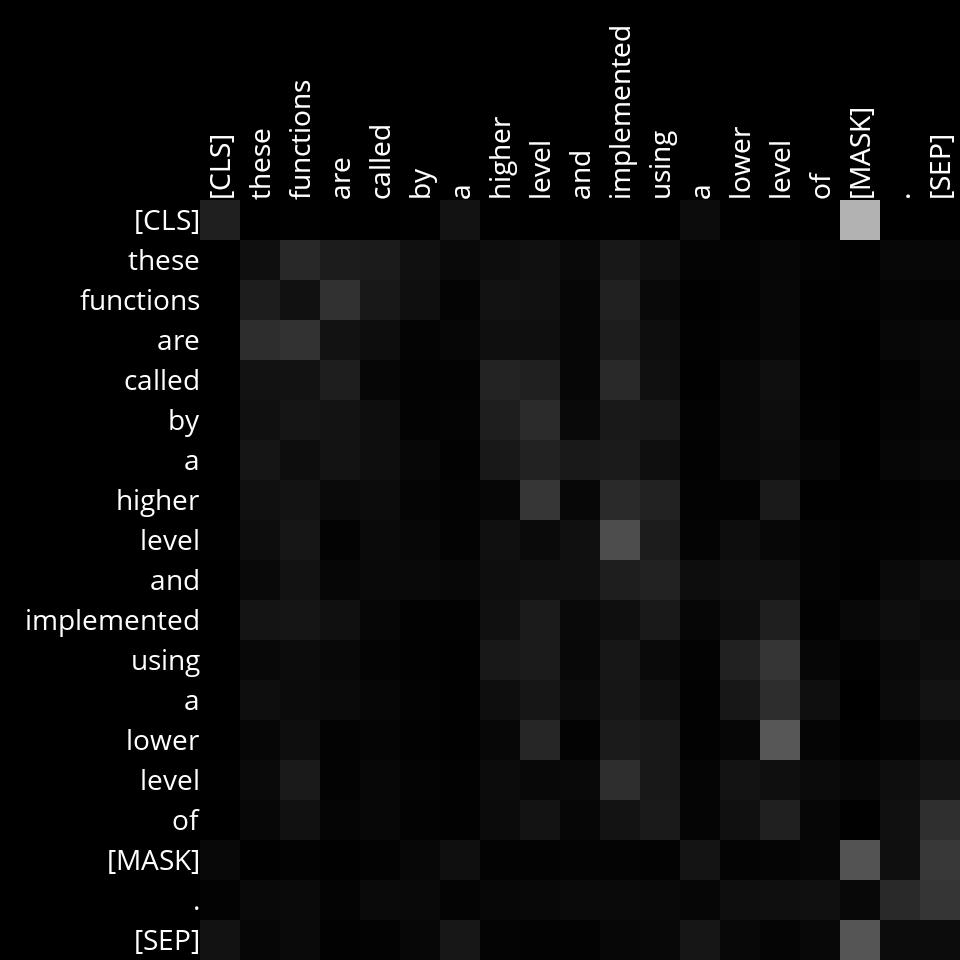 [CLS] these functions are called by a higher level and implemented using a lower level of [MASK] . [SEP]
[CLS]
these
functions
are
called
by
a
higher
level
and
implemented
using
a
lower
level
of
[MASK]
.
[SEP]